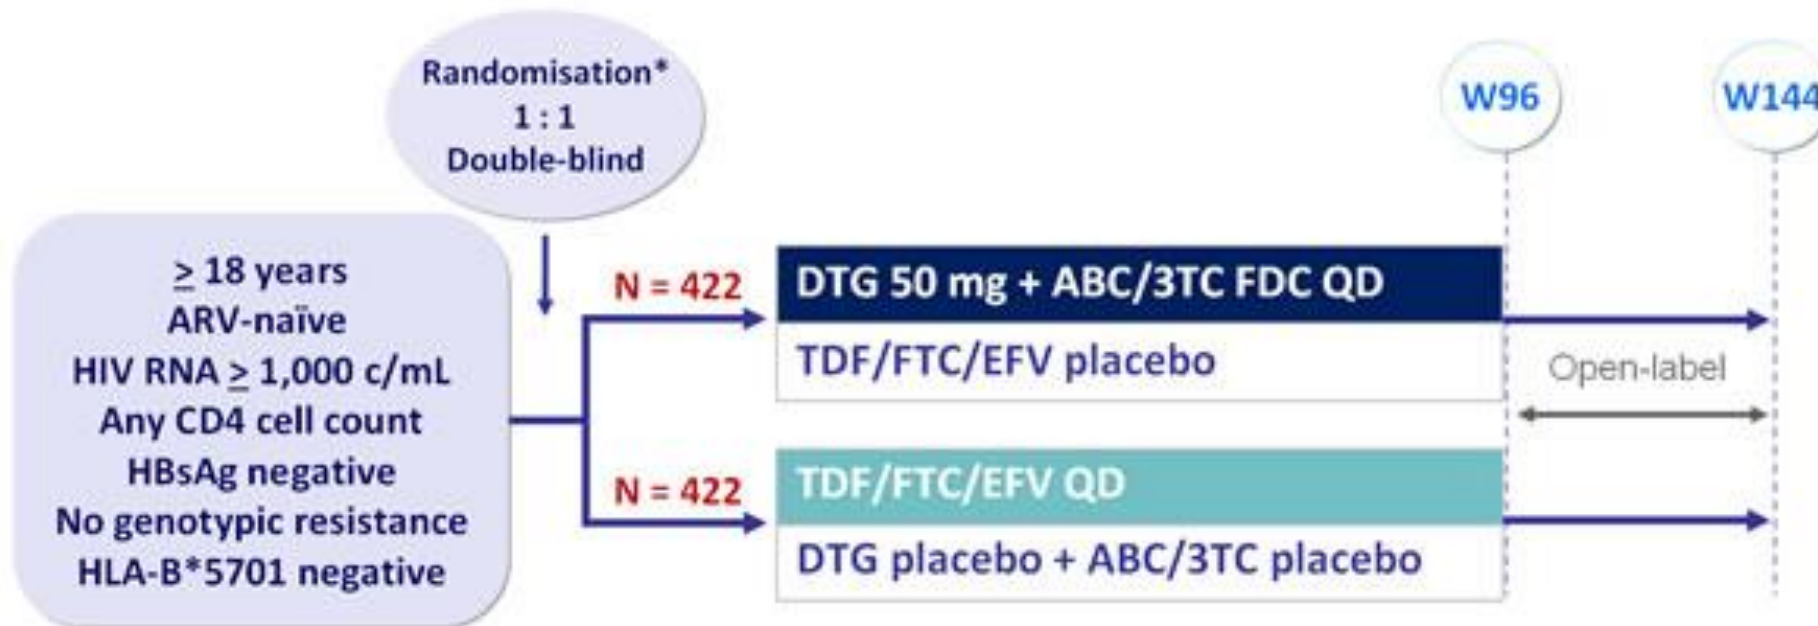 Randomisation*
1 : 1
Double-blind
W96
W144
≥ 18 years
ARV-naïve
HIV RNA ≥ 1,000 c/mL
Any CD4 cell count
HBsAg negative
No genotypic resistance
HLA-B*5701 negative
N = 422
DTG 50 mg + ABC/3TC FDC QD
TDF/FTC/EFV placebo
Open-label
N = 422
TDF/FTC/EFV QD
DTG placebo + ABC/3TC placebo